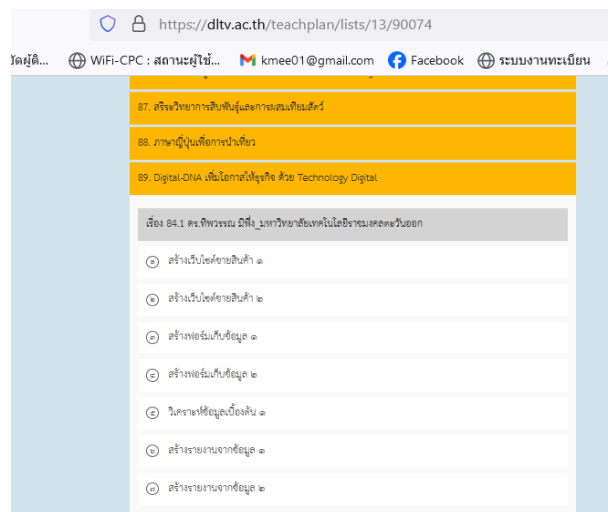 https://dltv.ac.th/teachplan/lists/13/90074
WiFi-CPC : สถานะผู้ใช้... kmee01@gmail.com Facebook ระบบงานทะเบียน
87. สรีระวิทยาการสืบพันธุ์และการผสมเทียมสัตว์
88. ภาษาญี่ปุ่นเพื่อการนำเที่ยว
89. Digital-DNA เพิ่มโอกาสให้ธุรกิจ ด้วย Technology Digital
เรื่อง 84.1 ดร.ทิพวรรณ มีพึ่ง_มหาวิทยาลัยเทคโนโลยีราชมงคลตะวันออก
๑ สร้างเว็บไซต์ขายสินค้า ๑
๒ สร้างเว็บไซต์ขายสินค้า ๒
๓ สร้างฟอร์มเก็บข้อมูล ๑
๔ สร้างฟอร์มเก็บข้อมูล ๒
๕ วิเคราะห์ข้อมูลเบื้องต้น ๑
๖ สร้างรายงานจากข้อมูล ๑
๗ สร้างรายงานจากข้อมูล ๒